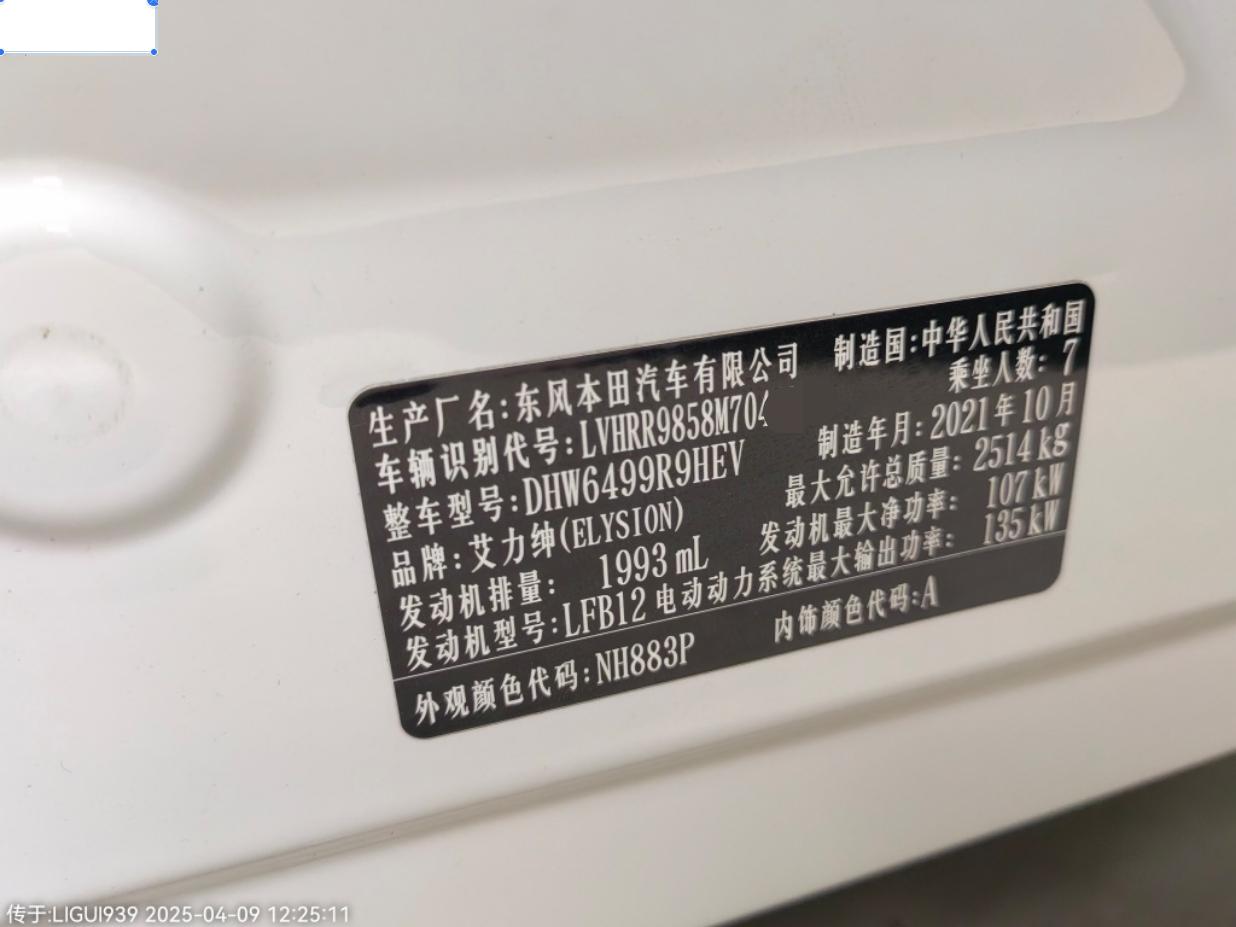 生产厂名:东风本田汽车有限公司 制造国:中华人民共和国
车辆识别代号:LVHRR9858M70 乘坐人数: 7
整车型号:DHW6499R9HEV 制造年月:2021年10月
品牌:艾力绅(ELYSION) 最大允许总质量:2514kg
发动机排量: 1993mL 发动机最大净功率: 107kW
发动机型号:LFB12 电动动力系统最大输出功率: 135kW
外观颜色代码:NH883P 内饰颜色代码:A
传于:LIGUI939 2025-04-09 12:25:11